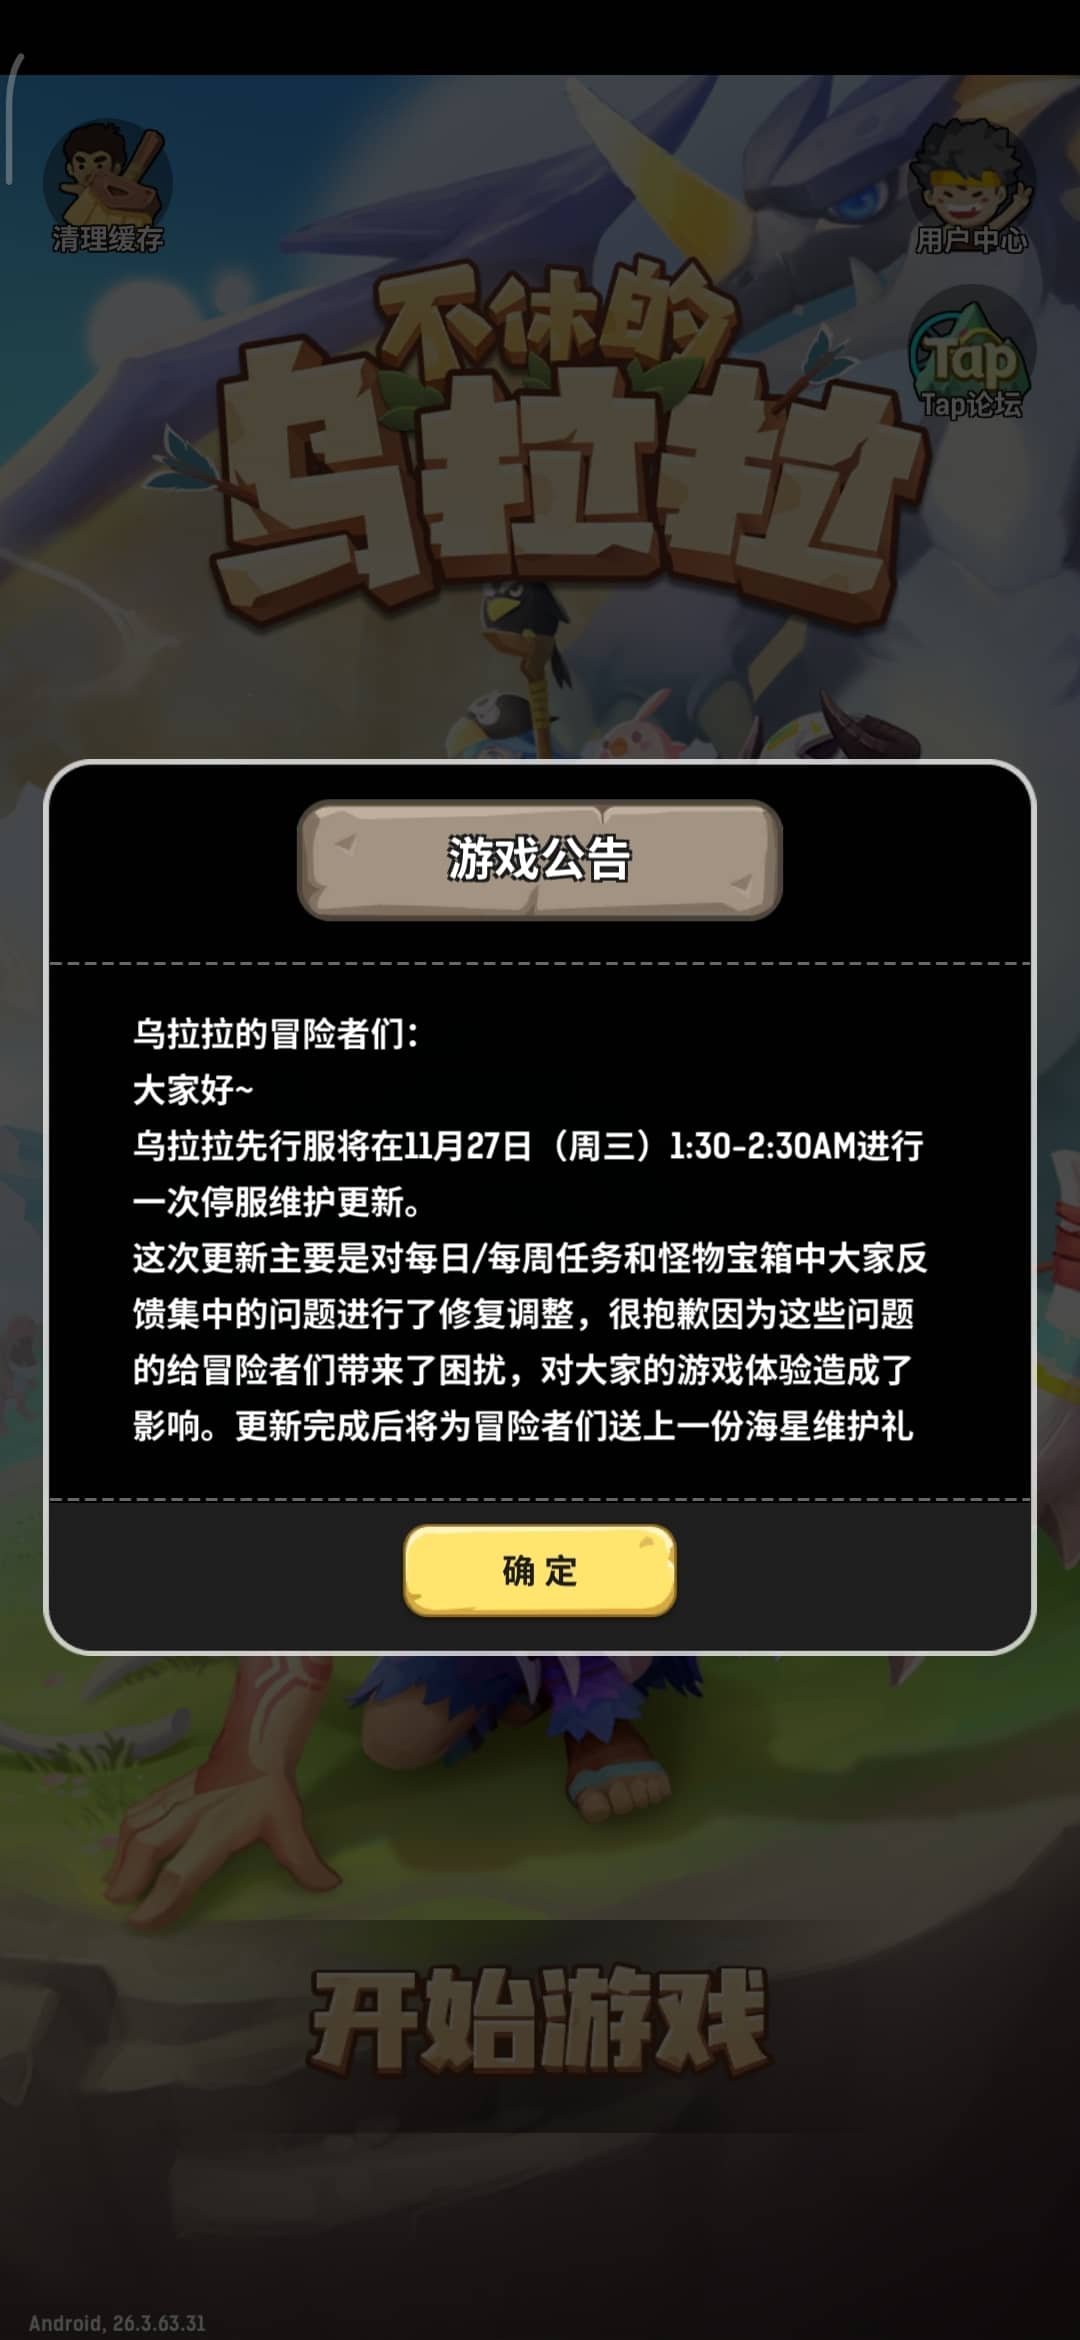 清理缓存
用户中心
不休的
乌拉拉
Tap
Tap论坛
游戏公告
乌拉拉的冒险者们：
大家好~
乌拉拉先行服将在11月27日（周三）1:30-2:30AM进行
一次停服维护更新。
这次更新主要是对每日/每周任务和怪物宝箱中大家反
馈集中的问题进行了修复调整，很抱歉因为这些问题
的给冒险者们带来了困扰，对大家的游戏体验造成了
影响。更新完成后将为冒险者们送上一份海星维护礼
确定
开始游戏
Android, 26.3.63.31